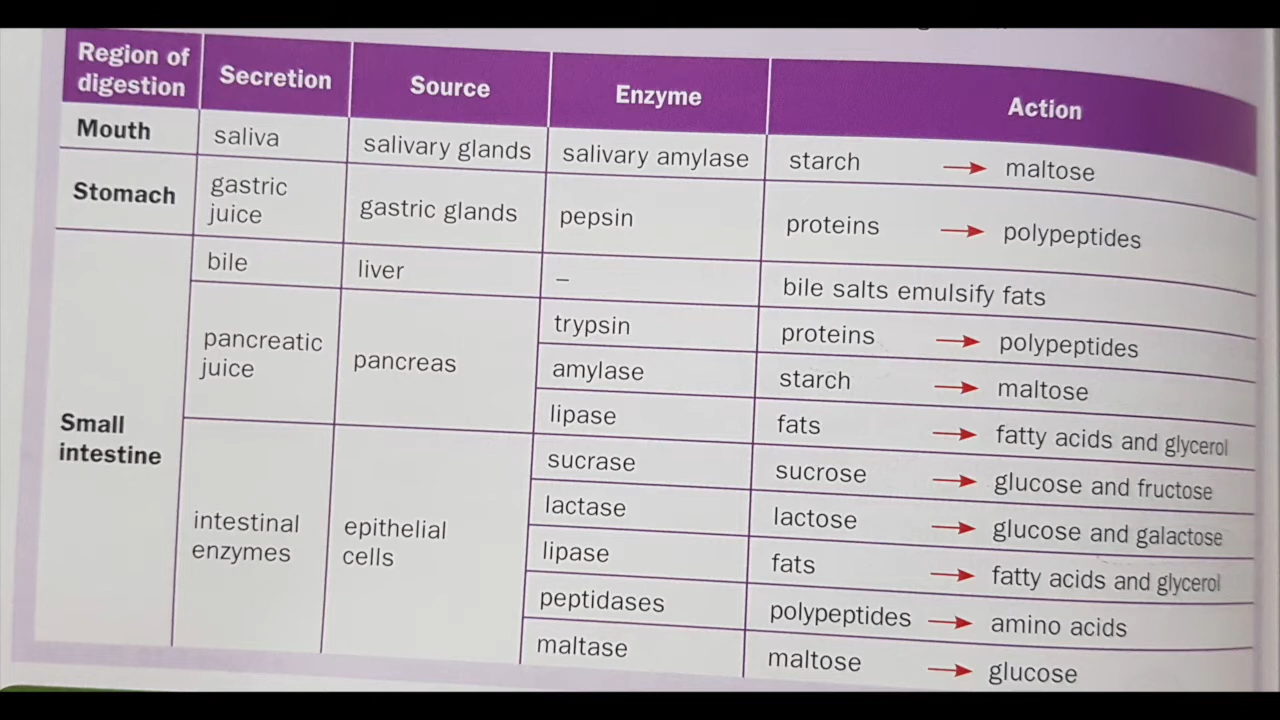 Region of digestion | Secretion | Source | Enzyme | Action
Mouth | saliva | salivary glands | salivary amylase | starch → maltose
Stomach | gastric juice | gastric glands | pepsin | proteins → polypeptides
Small intestine | bile | liver | – | bile salts emulsify fats
pancreatic juice | pancreas | trypsin | proteins → polypeptides
amylase | starch → maltose
lipase | fats → fatty acids and glycerol
intestinal enzymes | epithelial cells | sucrase | sucrose → glucose and fructose
lactase | lactose → glucose and galactose
lipase | fats → fatty acids and glycerol
peptidases | polypeptides → amino acids
maltase | maltose → glucose